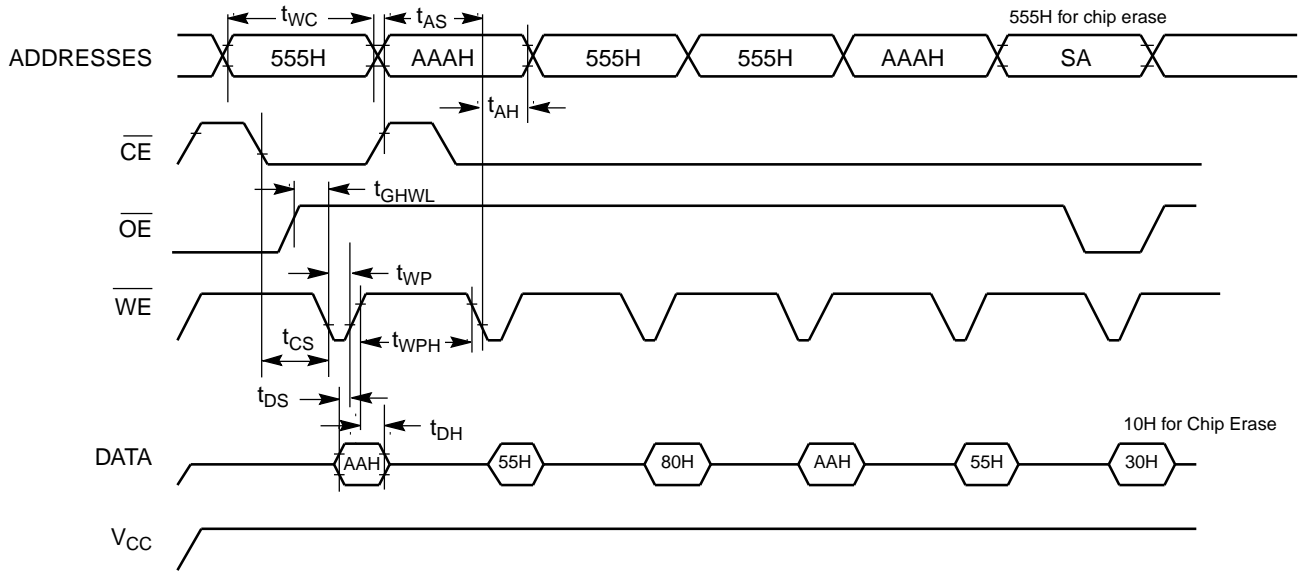 tWC
tAS
555H for chip erase
ADDRESSES
555H
AAAH
555H
555H
AAAH
SA
tAH
CE
tGHWL
OE
tWP
WE
tCS
tWPH
tDS
tDH
10H for Chip Erase
DATA
AAH
55H
80H
AAH
55H
30H
VCC